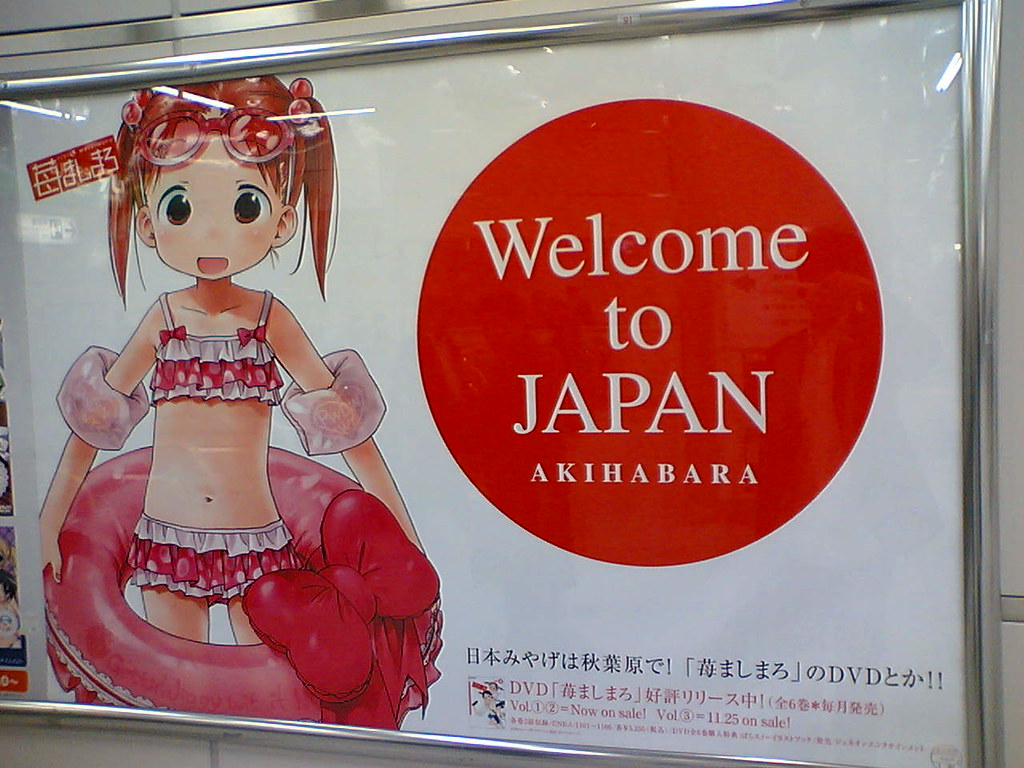 苺ましまろ
Welcome
to
JAPAN
AKIHABARA
日本みやげは秋葉原で!「苺ましまろ」のDVDとか!!
DVD「苺ましまろ」好評リリース中!(全6巻*毎月発売)
Vol.①②=Now on sale! Vol.③=11.25 on sale!